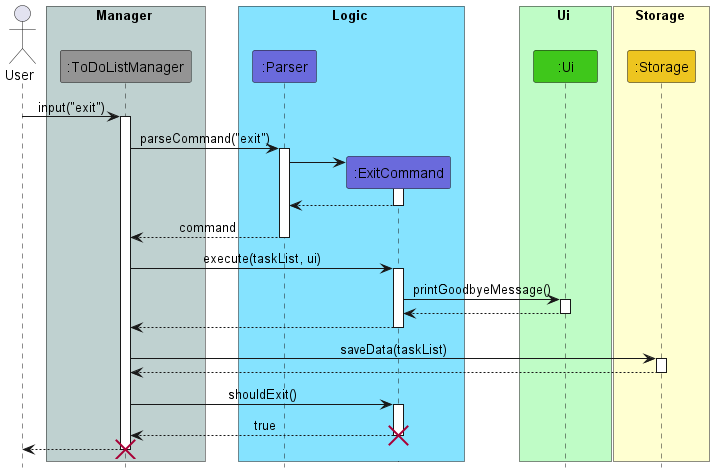 Manager
Logic
Ui
Storage
:ToDoListManager
:Parser
:Ui
:Storage
User
input("exit")
parseCommand("exit")
:ExitCommand
command
execute(taskList, ui)
printGoodbyeMessage()
saveData(taskList)
shouldExit()
true